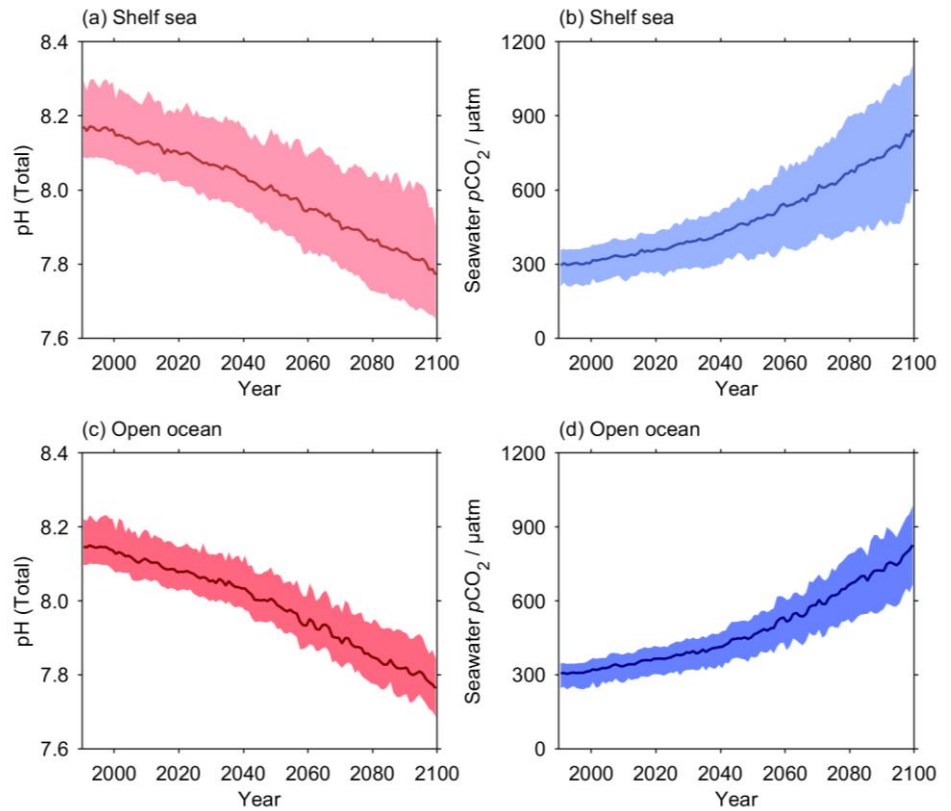 (a) Shelf sea
8.4
8.2
8.0
7.8
7.6
pH (Total)
2000 2020 2040 2060 2080 2100
Year
(b) Shelf sea
1200
900
600
300
0
Seawater pCO2 / µatm
2000 2020 2040 2060 2080 2100
Year
(c) Open ocean
8.4
8.2
8.0
7.8
7.6
pH (Total)
2000 2020 2040 2060 2080 2100
Year
(d) Open ocean
1200
900
600
300
0
Seawater pCO2 / µatm
2000 2020 2040 2060 2080 2100
Year